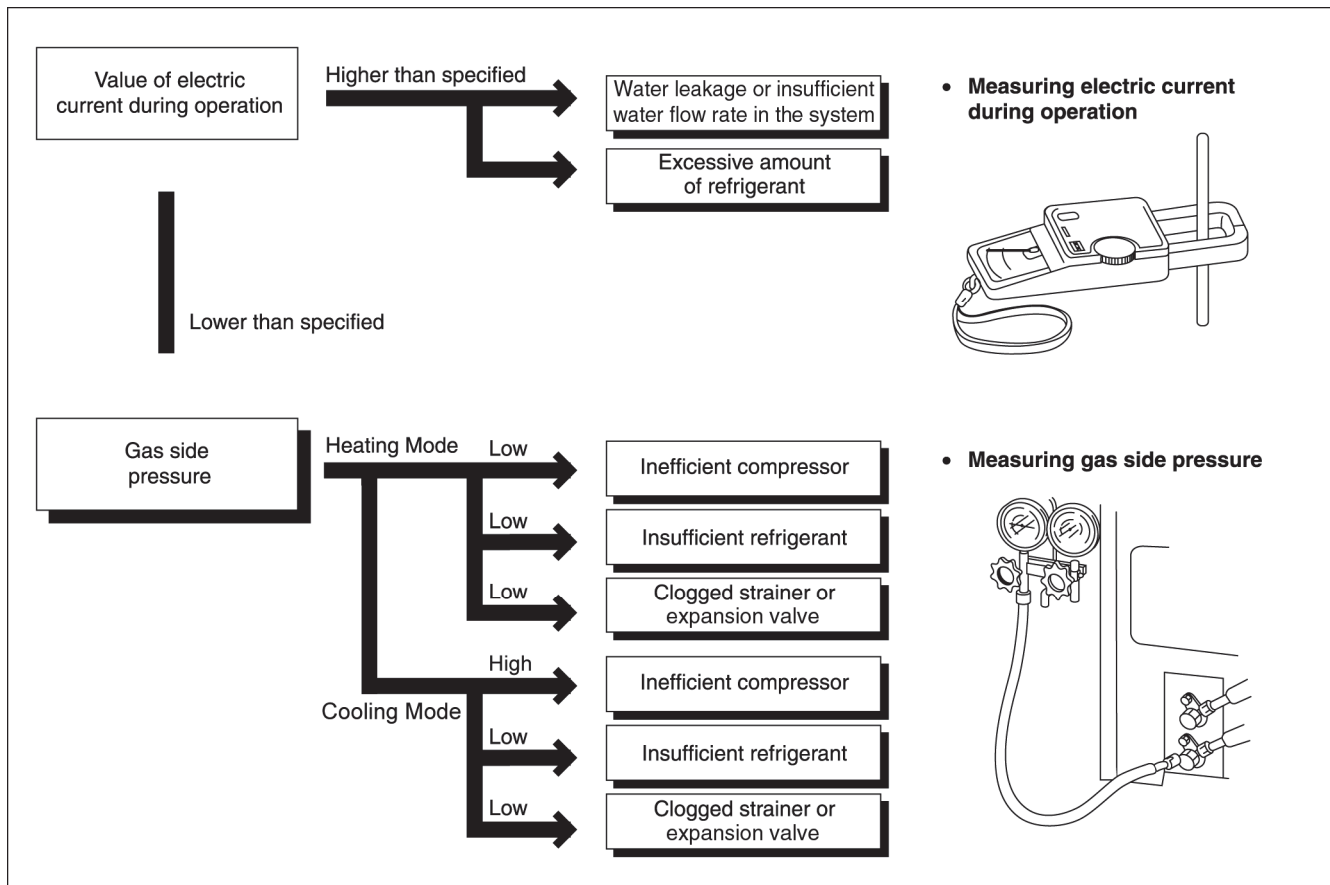 Value of electric
current during operation
Higher than specified
Water leakage or insufficient
water flow rate in the system
Excessive amount
of refrigerant
• Measuring electric current
during operation
Lower than specified
Gas side
pressure
Heating Mode
Low
Inefficient compressor
Low
Insufficient refrigerant
Low
Clogged strainer or
expansion valve
High
Inefficient compressor
Cooling Mode
Low
Insufficient refrigerant
Low
Clogged strainer or
expansion valve
• Measuring gas side pressure